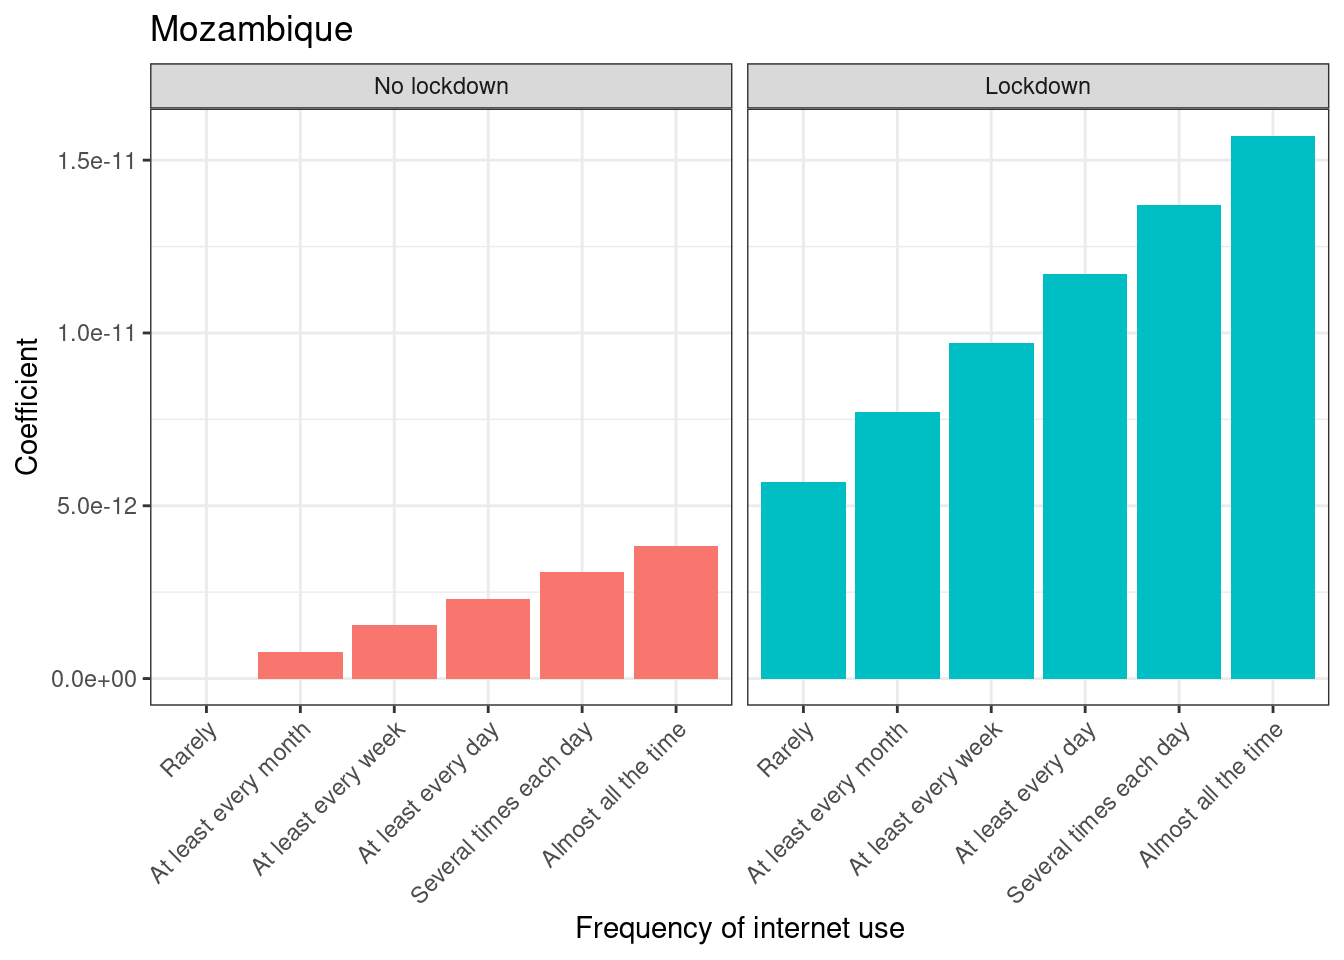 Mozambique
No lockdown
Lockdown
Coefficient
1.5e-11
1.0e-11
5.0e-12
0.0e+00
Rarely
At least every month
At least every week
At least every day
Several times each day
Almost all the time
Rarely
At least every month
At least every week
At least every day
Several times each day
Almost all the time
Frequency of internet use